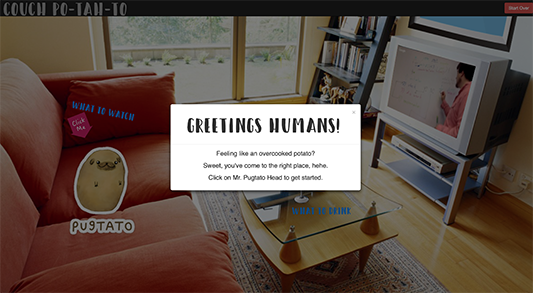 COUCH PO-TAH-TO
Start Over
×
GREETINGS HUMANS!
Feeling like an overcooked potato?
Sweet, you've come to the right place, hehe.
Click on Mr. Pugtato Head to get started.
WHAT TO WATCH
Click
Me
PUGTATO
WHAT TO DRINK